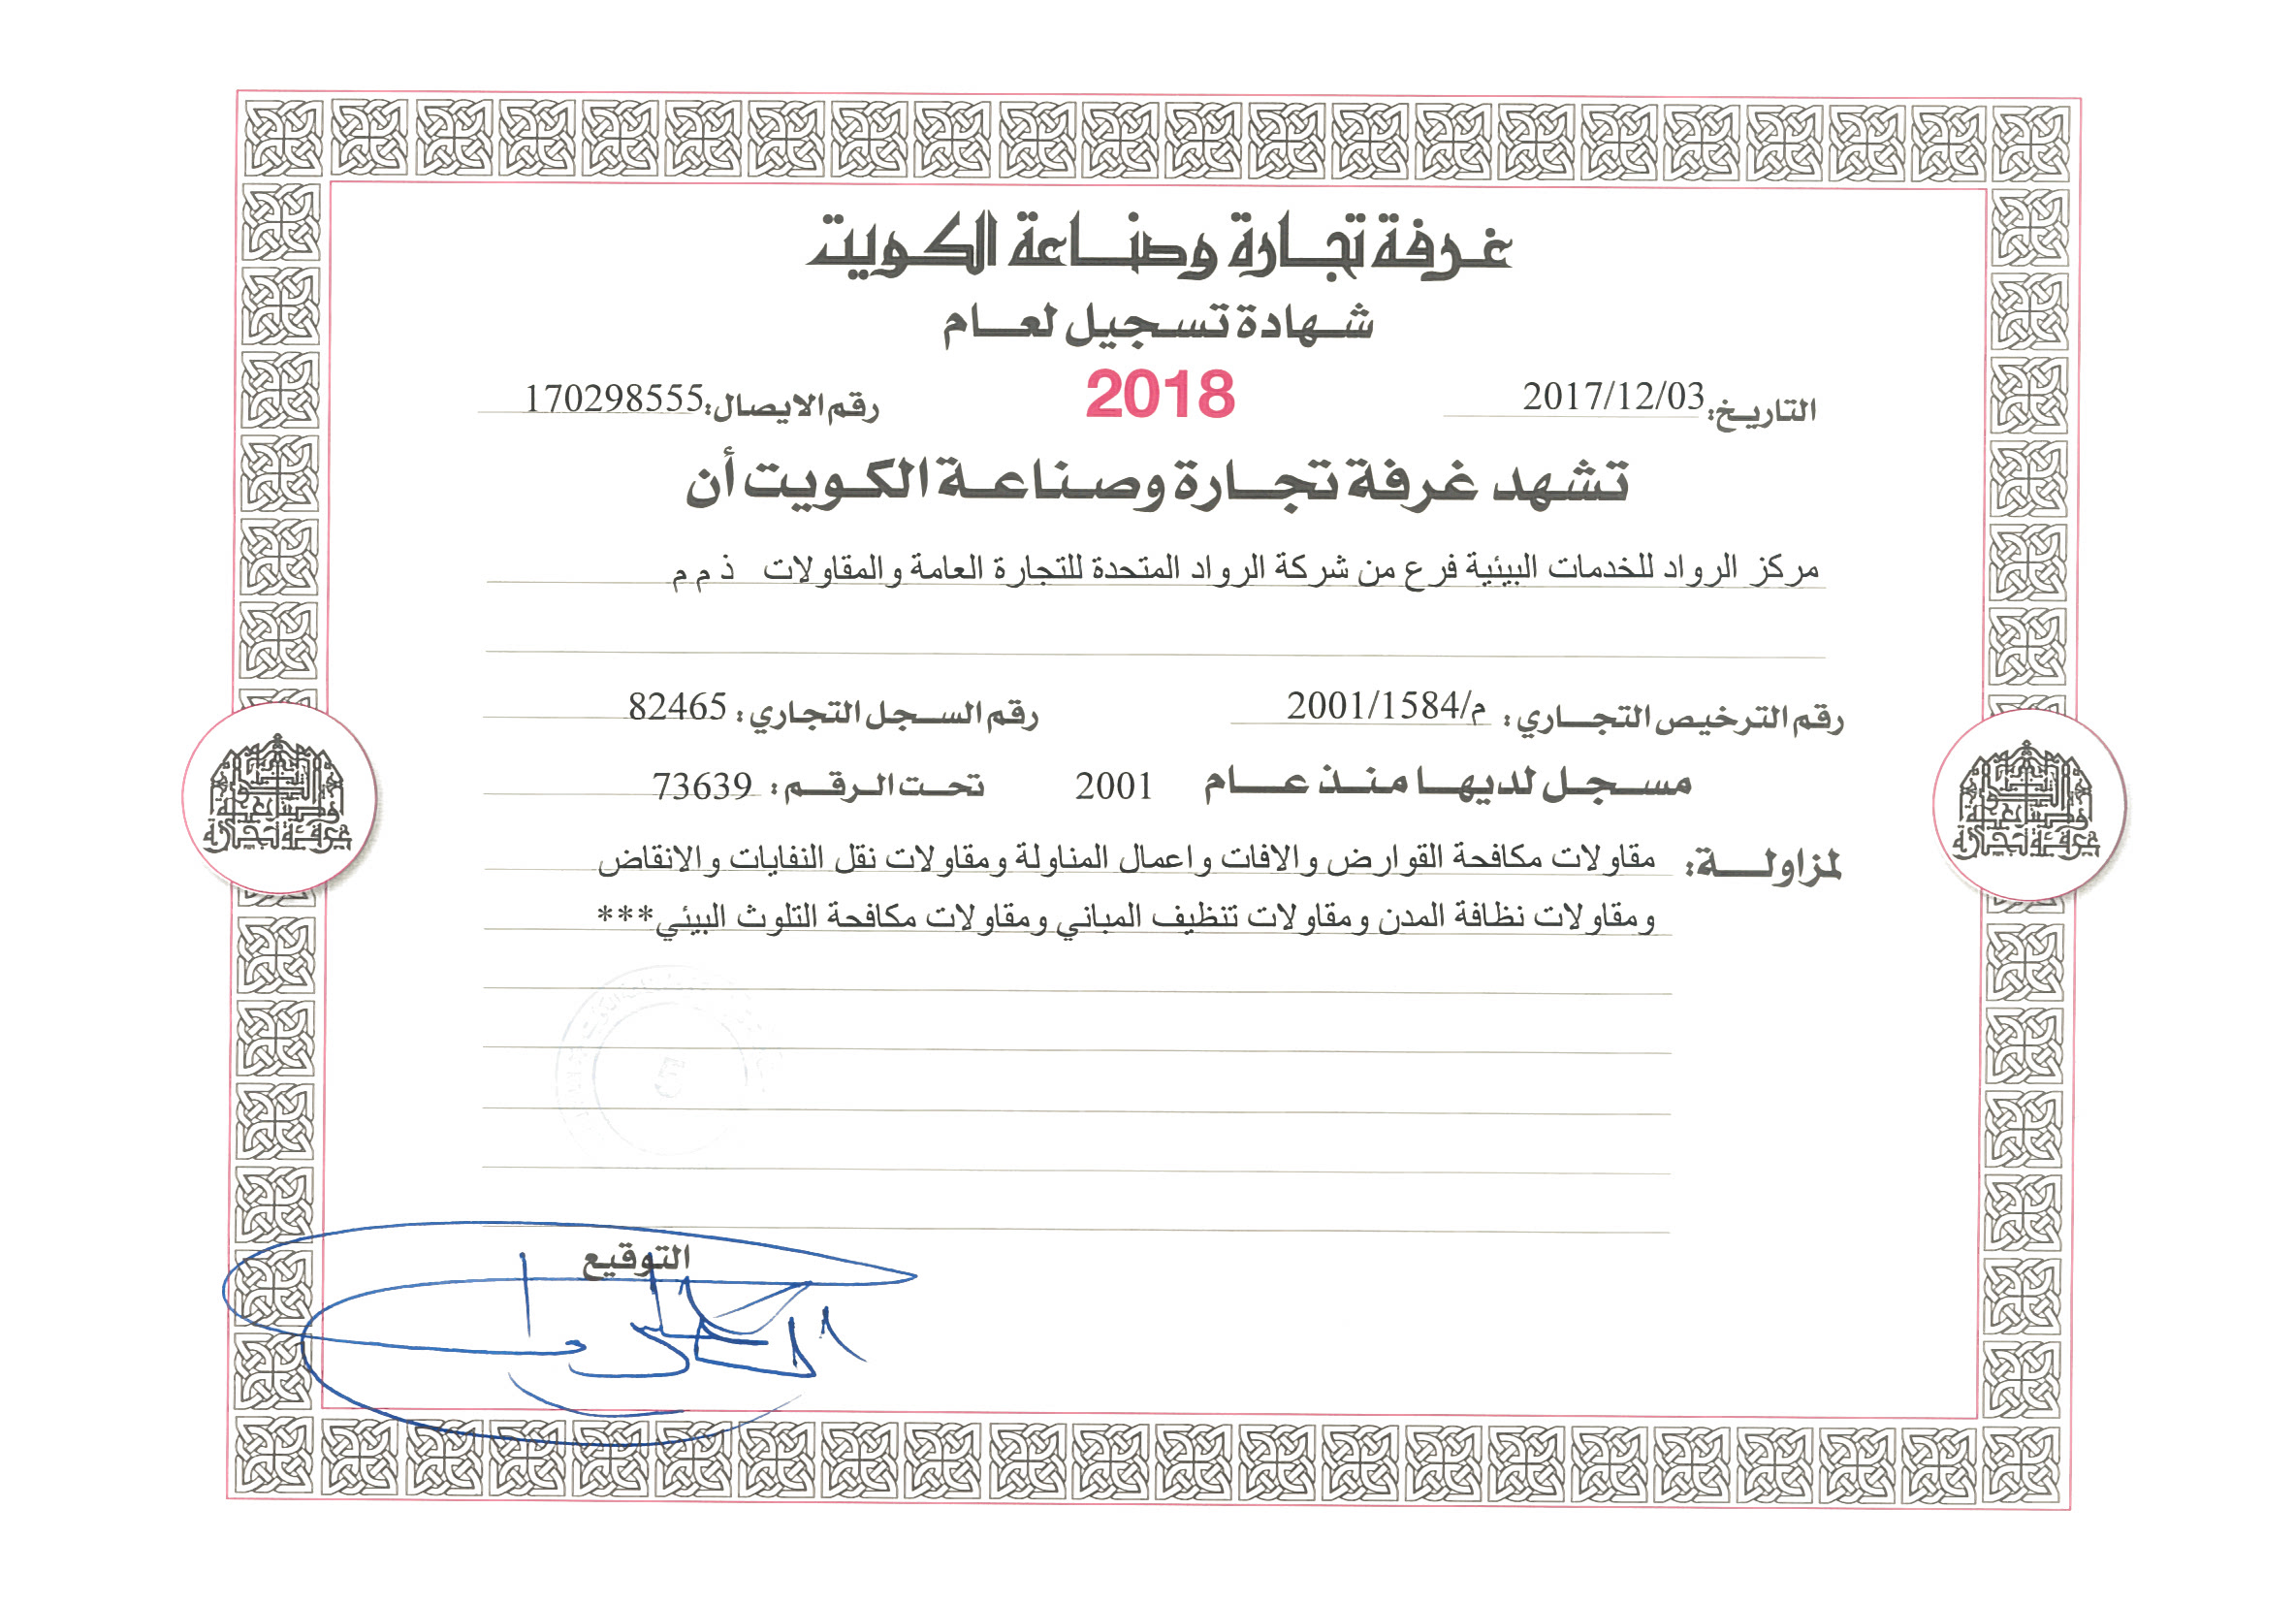 غرفة تجارة وصناعة الكويت
شهادة تسجيل لعام
التاريخ: 2017/12/03 2018 رقم الايصال: 170298555
تشهد غرفة تجارة وصناعة الكويت أن
مركز الرواد للخدمات البيئية فرع من شركة الرواد المتحدة للتجارة العامة والمقاولات ذ م م
رقم الترخيص التجاري: م/2001/1584 رقم السجل التجاري: 82465
مسجل لديها منذ عام 2001 تحت الرقم: 73639
لمزاولة: مقاولات مكافحة القوارض والافات واعمال المناولة ومقاولات نقل النفايات والانقاض
ومقاولات نظافة المدن ومقاولات تنظيف المباني ومقاولات مكافحة التلوث البيئي***
التوقيع